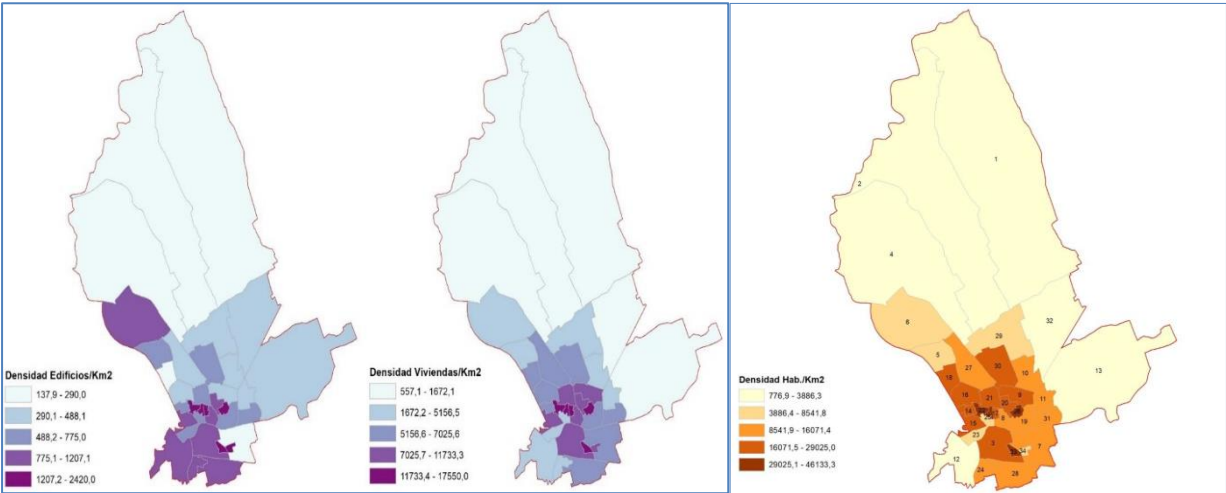 Densidad Edificios/Km2
137,9 - 290,0
290,1 - 488,1
488,2 - 775,0
775,1 - 1207,1
1207,2 - 2420,0
Densidad Viviendas/Km2
557,1 - 1672,1
1672,2 - 5156,5
5156,6 - 7025,6
7025,7 - 11733,3
11733,4 - 17550,0
Densidad Hab./Km2
776,9 - 3886,3
3886,4 - 8541,8
8541,9 - 16071,4
16071,5 - 29025,0
29025,1 - 46133,3
1
2
4
6
32
29
5
27
30
10
13
18
16
21
9
11
14
20
8
19
31
15
23
3
7
12
24
28